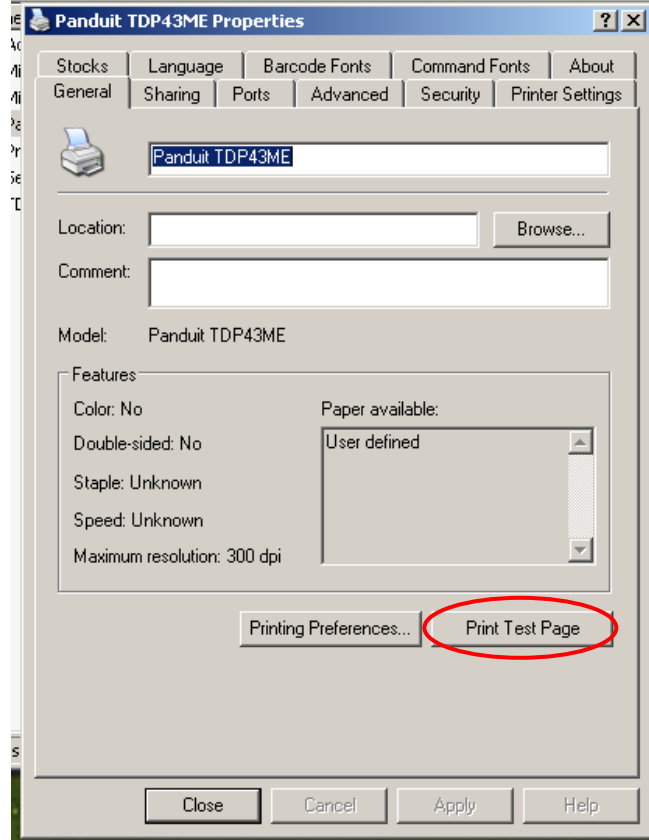 Panduit TDP43ME Properties
Stocks Language Barcode Fonts Command Fonts About
General Sharing Ports Advanced Security Printer Settings
Panduit TDP43ME
Location: Browse...
Comment:
Model: Panduit TDP43ME
Features
Color: No Paper available:
Double-sided: No User defined
Staple: Unknown
Speed: Unknown
Maximum resolution: 300 dpi
Printing Preferences... Print Test Page
Close Cancel Apply Help